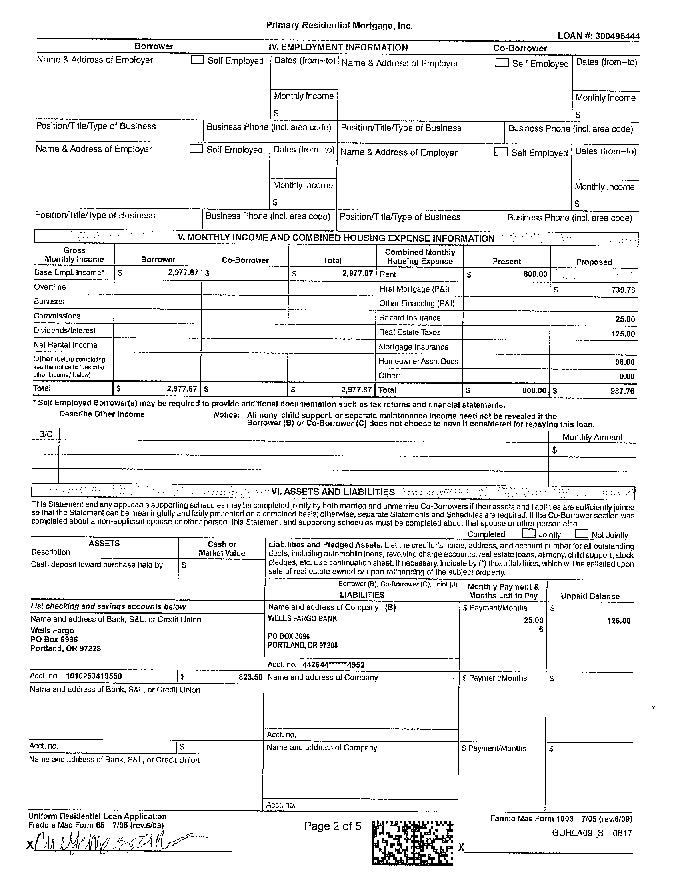 Primary Residential Mortgage, Inc.
LOAN #: 300496444
Borrower IV. EMPLOYMENT INFORMATION Co-Borrower
Name & Address of Employer Self Employed Dates (from–to) Name & Address of Employer Self Employed Dates (from–to)
Monthly Income Monthly Income
$ $
Position/Title/Type of Business Business Phone (incl. area code) Position/Title/Type of Business Business Phone (incl. area code)
Name & Address of Employer Self Employed Dates (from–to) Name & Address of Employer Self Employed Dates (from–to)
Monthly Income Monthly Income
$ $
Position/Title/Type of Business Business Phone (incl. area code) Position/Title/Type of Business Business Phone (incl. area code)
V. MONTHLY INCOME AND COMBINED HOUSING EXPENSE INFORMATION
Gross Monthly Income Borrower Co-Borrower Total Combined Monthly Housing Expense Present Proposed
Base Empl. Income* $ 2,977.87 $ $ 2,977.87 Rent $ 800.00
Overtime First Mortgage (P&I) $
Bonuses Other Financing (P&I)
Commissions Hazard Insurance 25.00
Dividends/Interest Real Estate Taxes 125.00
Net Rental Income Mortgage Insurance
Other (before completing, see the notice in "describe other income," below) Homeowner Assn. Dues
Other: 0.00
Total $ 2,977.87 $ $ 2,977.87 Total $ 800.00 $
* Self Employed Borrower(s) may be required to provide additional documentation such as tax returns and financial statements.
Describe Other Income Notice: Alimony, child support, or separate maintenance income need not be revealed if the
Borrower (B) or Co-Borrower (C) does not choose to have it considered for repaying this loan.
B/C Monthly Amount
$
VI. ASSETS AND LIABILITIES
This Statement and any applicable supporting schedules may be completed jointly by both married and unmarried Co-Borrowers if their assets and liabilities are sufficiently joined
so that the Statement can be meaningfully and fairly presented on a combined basis; otherwise, separate Statements and Schedules are required. If the Co-Borrower section was
completed about a non-applicant spouse or other person, this Statement and supporting schedules must be completed about that spouse or other person also.
Completed Jointly Not Jointly
ASSETS Cash or Market Value
Description
Cash deposit toward purchase held by $
Liabilities and Pledged Assets. List the creditor's name, address, and account number for all outstanding
debts, including automobile loans, revolving charge accounts, real estate loans, alimony, child support, stock
pledges, etc. Use continuation sheet, if necessary. Indicate by (*) those liabilities, which will be satisfied upon
sale of real estate owned or upon refinancing of the subject property.
Borrower (B), Co-Borrower (C), Joint (J)
LIABILITIES Monthly Payment & Months Left to Pay Unpaid Balance
List checking and savings accounts below Name and address of Company (B) $ Payment/Months $
Name and address of Bank, S&L, or Credit Union WELLS FARGO BANK 25.00
Wells Fargo $
PO Box 6995 PO BOX
Portland, OR 97228 PORTLAND, OR
Acct. no.
Acct. no. $ 823.50 Name and address of Company $ Payment/Months $
Name and address of Bank, S&L, or Credit Union
Acct. no.
Acct. no. $ Name and address of Company $ Payment/Months $
Name and address of Bank, S&L, or Credit Union
Acct. no.
Uniform Residential Loan Application Fannie Mae Form 1003 7/05 (rev.6/09)
Freddie Mac Form 65 7/05 (rev.6/09) Page 2 of 5
X X